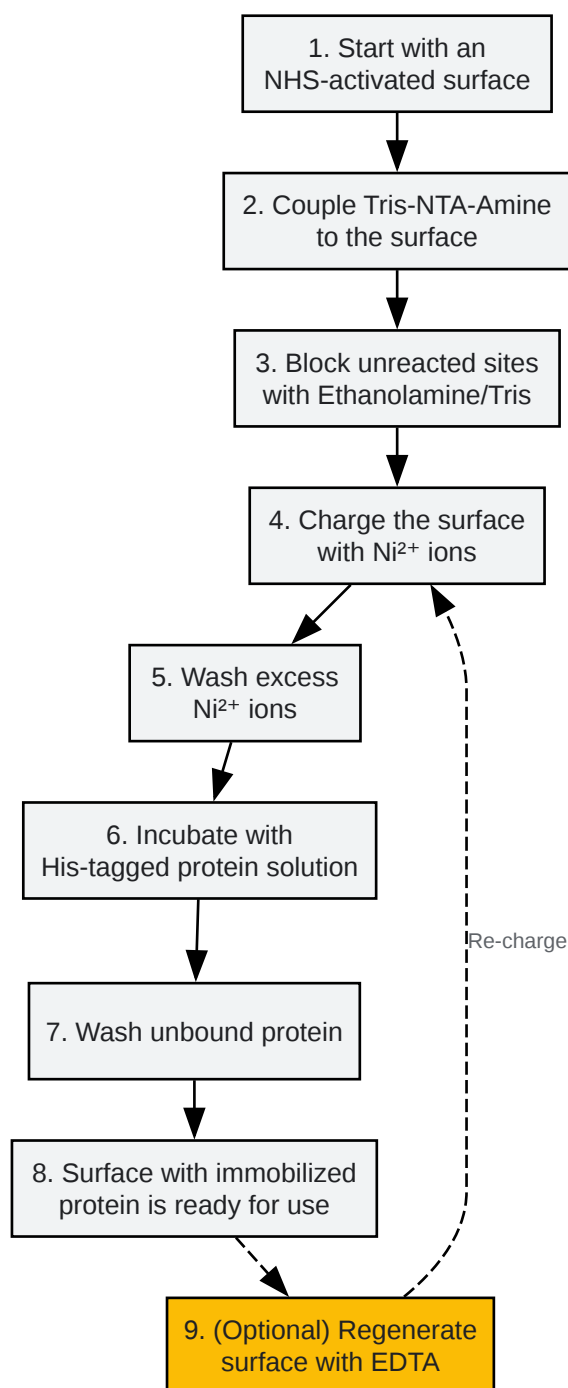 1. Start with an
NHS-activated surface
2. Couple Tris-NTA-Amine
to the surface
3. Block unreacted sites
with Ethanolamine/Tris
4. Charge the surface
with Ni²⁺ ions
5. Wash excess
Ni²⁺ ions
6. Incubate with
His-tagged protein solution
Re-charge
7. Wash unbound protein
8. Surface with immobilized
protein is ready for use
9. (Optional) Regenerate
surface with EDTA